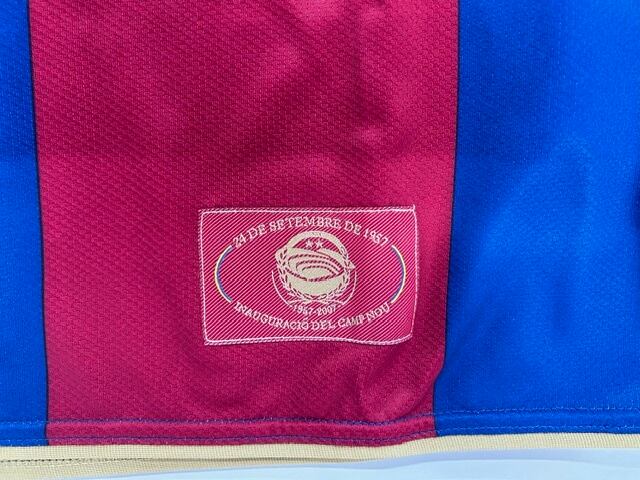 24 DE SETEMBRE DE 1957
1957-2007
INAUGURACIÓ DEL CAMP NOU